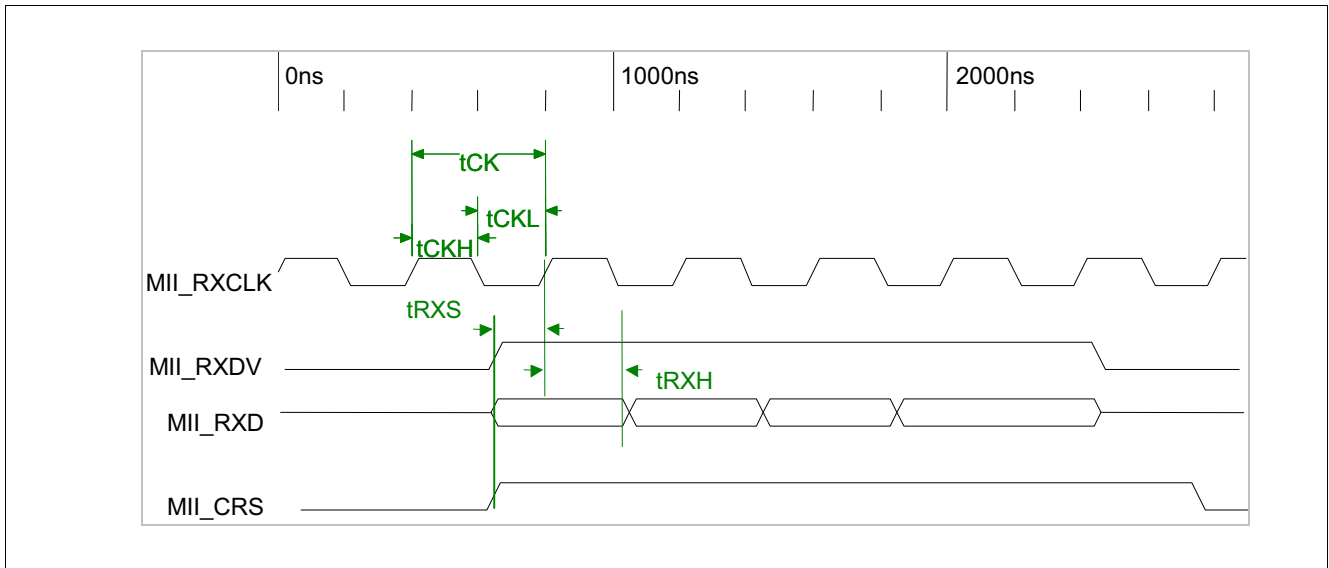 0ns
1000ns
2000ns
tCK
tCKL
tCKH
MII_RXCLK
tRXS
MII_RXDV
tRXH
MII_RXD
MII_CRS